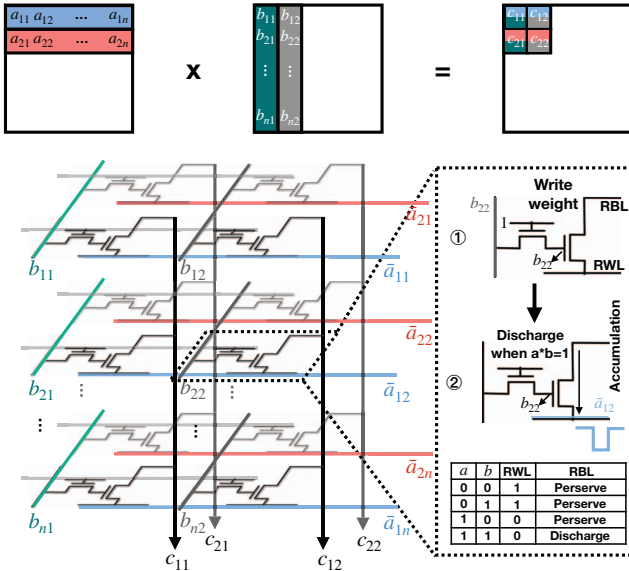 a₁₁ a₁₂ ... a₁ₙ
a₂₁ a₂₂ ... a₂ₙ
x
b₁₁ b₁₂
b₂₁ b₂₂
⋮ ⋮
bₙ₁ bₙ₂
=
c₁₁ c₁₂
c₂₁ c₂₂
ā₂₁
b₁₁ b₁₂ ā₁₁
ā₂₂
b₂₁ b₂₂ ā₁₂
... ...
... ...
ā₂ₙ
bₙ₁ bₙ₂ ā₁ₙ
c₂₁ c₂₂
c₁₁ c₁₂
Write
weight
b₂₂ RBL
① 1
b₂₂
RWL
Discharge
when a*b=1
②
b₂₂
ā₁₂
Accumulation
a b RWL RBL
0 0 1 Perserve
0 1 1 Perserve
1 0 0 Perserve
1 1 0 Discharge